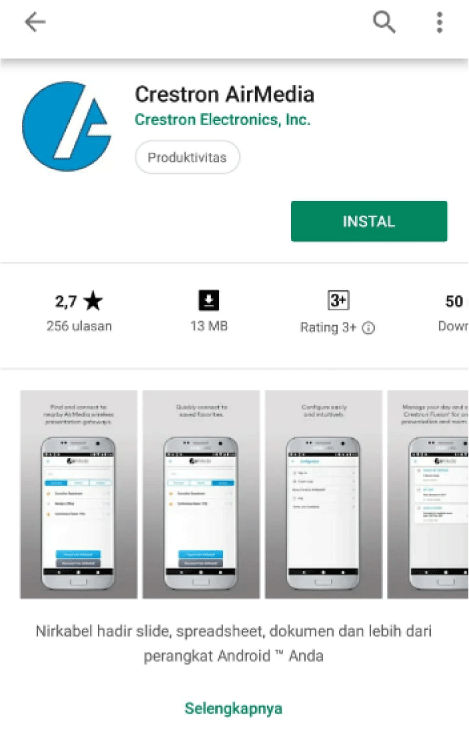 Crestron AirMedia
Crestron Electronics, Inc.
Produktivitas
INSTAL
2,7 ★
256 ulasan
13 MB
3+
Rating 3+
50
Down
Find and connect to
nearby AirMedia wireless
presentation gateways.
Quickly connect to
saved favorites.
Configure easily
and intuitively.
Manage your day and
Crestron Fusion® for
presentation and room
Nirkabel hadir slide, spreadsheet, dokumen dan lebih dari
perangkat Android ™ Anda
Selengkapnya